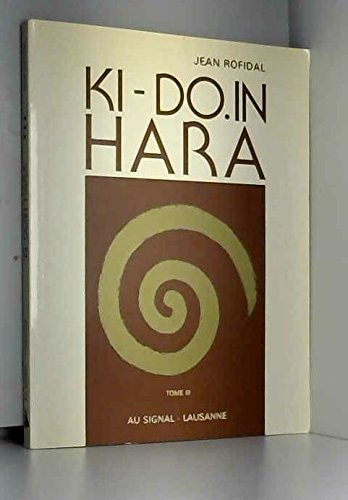 JEAN ROFIDAL
KI-DO.IN
HARA
TOME III
AU SIGNAL - LAUSANNE